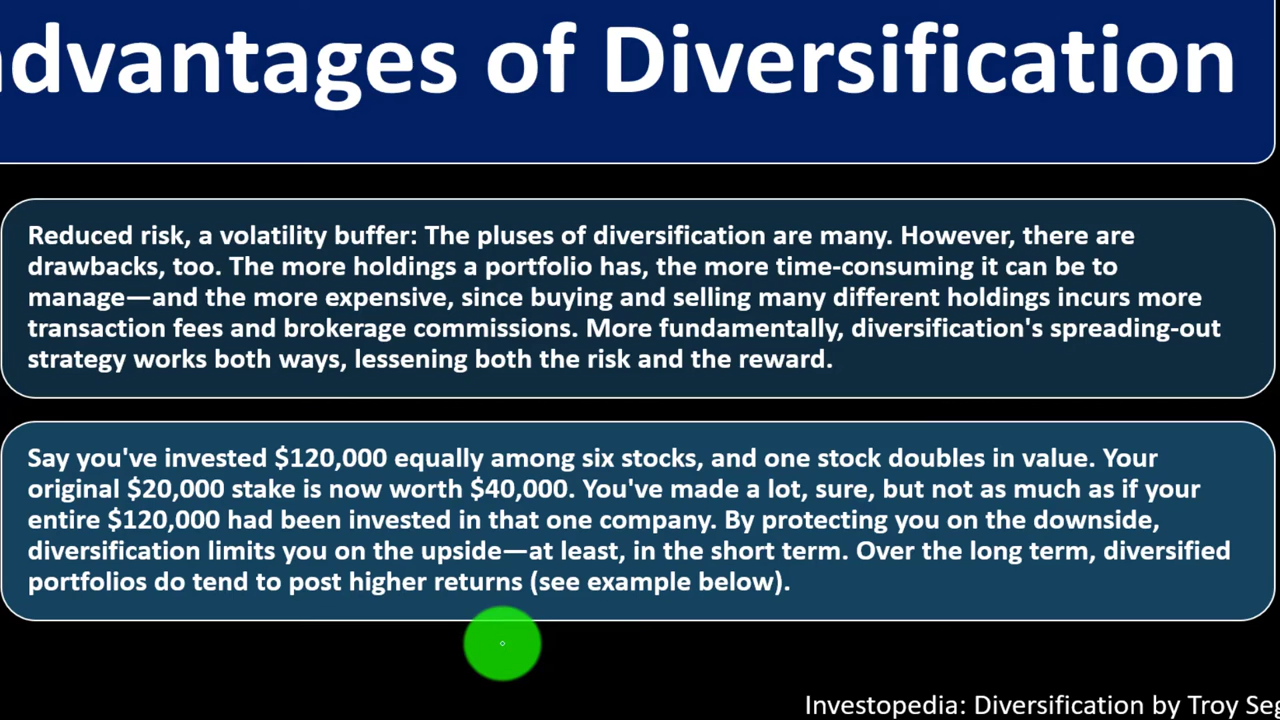 advantages of Diversification
Reduced risk, a volatility buffer: The pluses of diversification are many. However, there are
drawbacks, too. The more holdings a portfolio has, the more time-consuming it can be to
manage—and the more expensive, since buying and selling many different holdings incurs more
transaction fees and brokerage commissions. More fundamentally, diversification's spreading-out
strategy works both ways, lessening both the risk and the reward.
Say you've invested $120,000 equally among six stocks, and one stock doubles in value. Your
original $20,000 stake is now worth $40,000. You've made a lot, sure, but not as much as if your
entire $120,000 had been invested in that one company. By protecting you on the downside,
diversification limits you on the upside—at least, in the short term. Over the long term, diversified
portfolios do tend to post higher returns (see example below).
Investopedia: Diversification by Troy